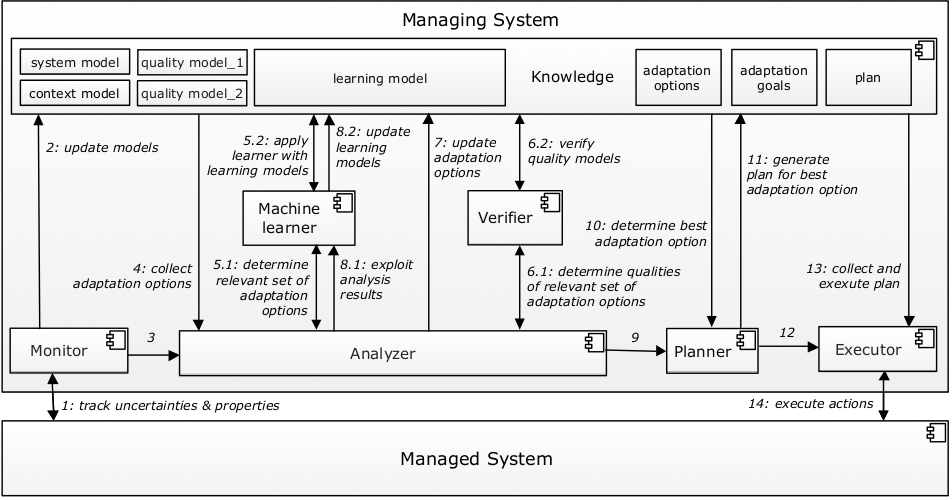 Managing System
system model
quality model_1
context model
quality model_2
learning model
Knowledge
adaptation
options
adaptation
goals
plan
2: update models
5.2: apply
learner with
learning models
8.2: update
learning
models
7: update
adaptation
options
6.2: verify
quality models
11: generate
plan for best
adaptation option
Machine
learner
Verifier
10: determine best
adaptation option
4: collect
adaptation options
5.1: determine
relevant set of
adaptation
options
8.1: exploit
analysis
results
6.1: determine qualities
of relevant set of
adaptation options
13: collect and
exexute plan
Monitor
3
Analyzer
9
Planner
12
Executor
1: track uncertainties & properties
14: execute actions
Managed System